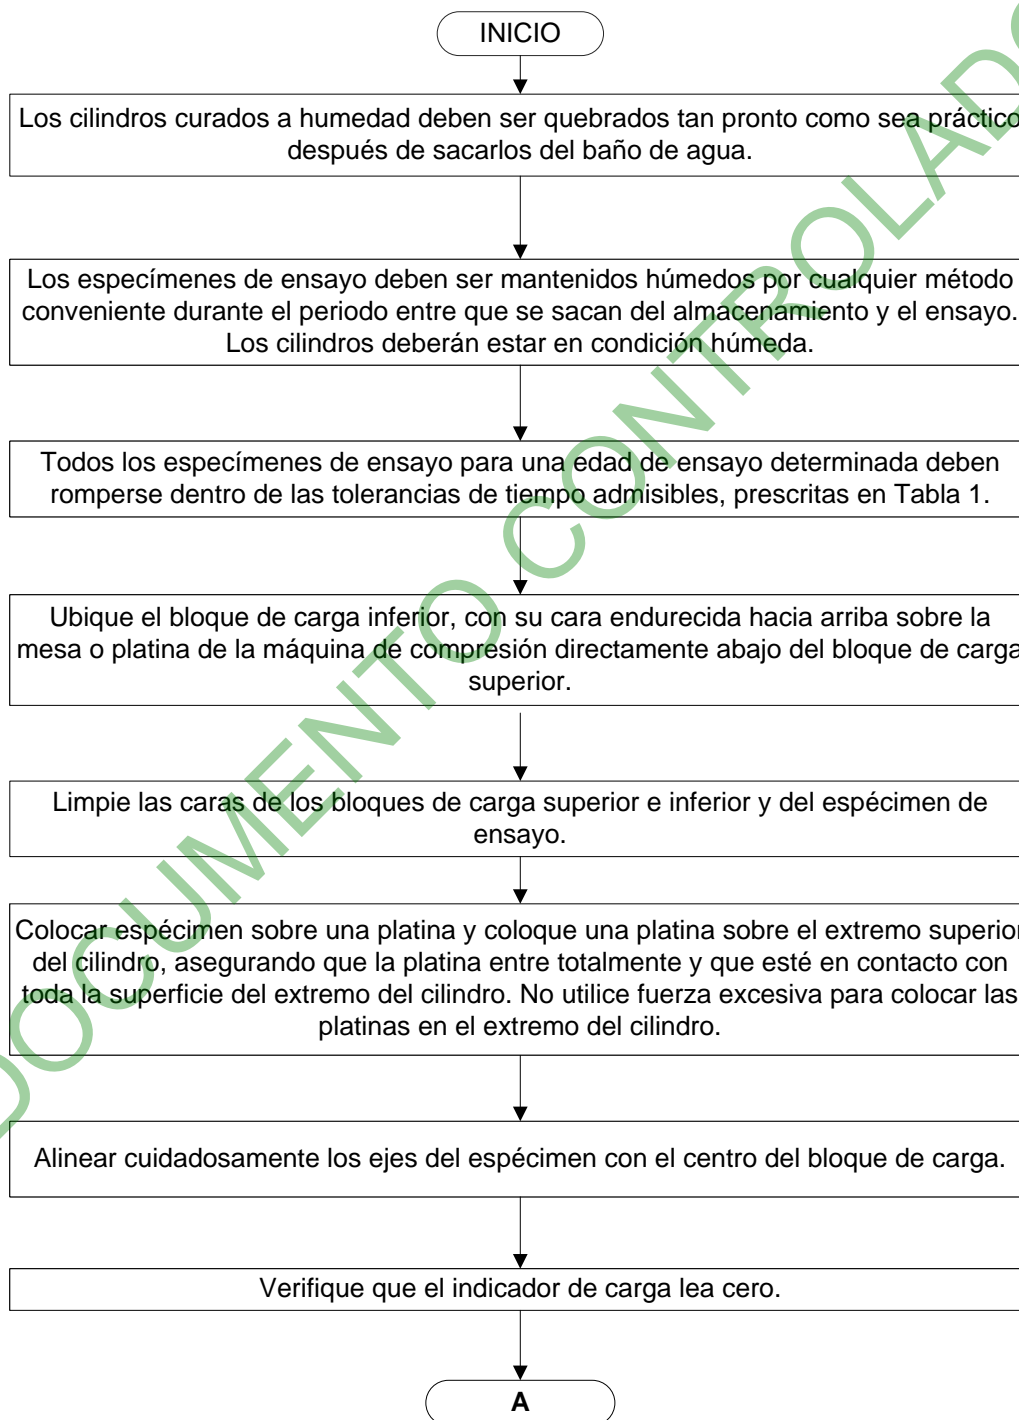 INICIO
Los cilindros curados a humedad deben ser quebrados tan pronto como sea práctico
después de sacarlos del baño de agua.
Los especímenes de ensayo deben ser mantenidos húmedos por cualquier método
conveniente durante el periodo entre que se sacan del almacenamiento y el ensayo.
Los cilindros deberán estar en condición húmeda.
Todos los especímenes de ensayo para una edad de ensayo determinada deben
romperse dentro de las tolerancias de tiempo admisibles, prescritas en Tabla 1.
Ubique el bloque de carga inferior, con su cara endurecida hacia arriba sobre la
mesa o platina de la máquina de compresión directamente abajo del bloque de carga
superior.
Limpie las caras de los bloques de carga superior e inferior y del espécimen de
ensayo.
Colocar espécimen sobre una platina y coloque una platina sobre el extremo superior
del cilindro, asegurando que la platina entre totalmente y que esté en contacto con
toda la superficie del extremo del cilindro. No utilice fuerza excesiva para colocar las
platinas en el extremo del cilindro.
Alinear cuidadosamente los ejes del espécimen con el centro del bloque de carga.
Verifique que el indicador de carga lea cero.
A
DOCUMENTO CONTROLADO